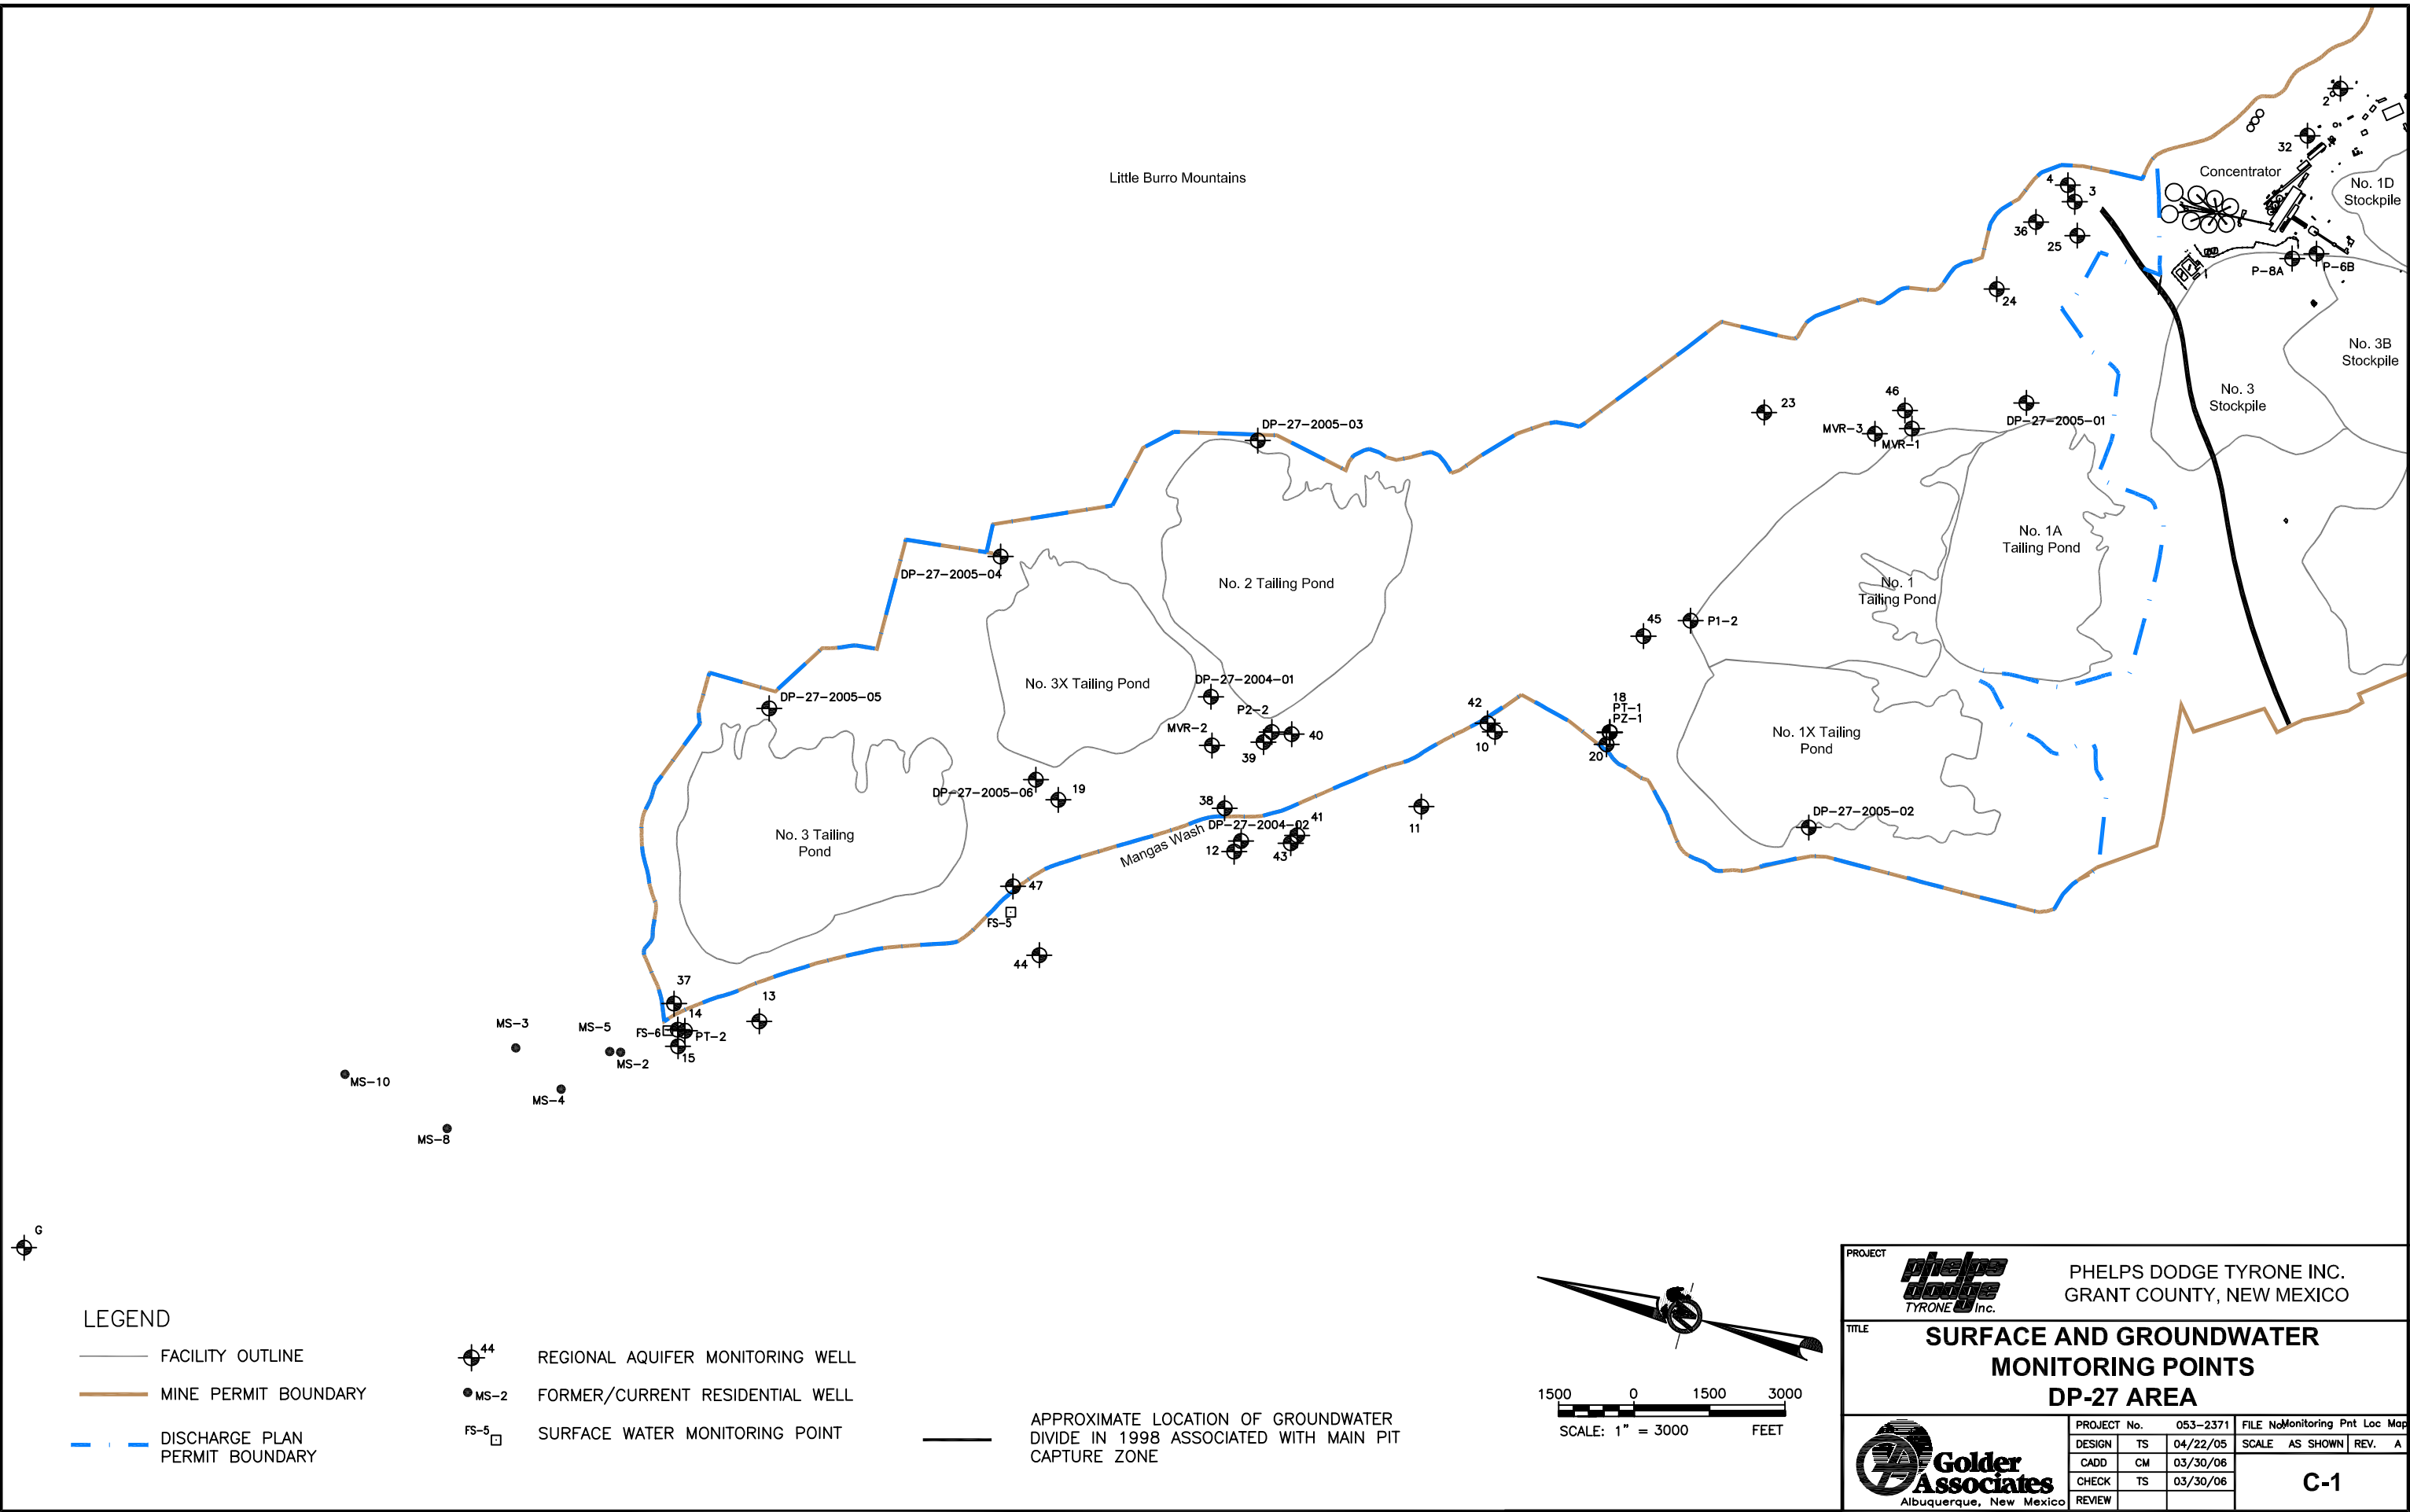 Little Burro Mountains
2
32
Concentrator
No. 1D
Stockpile
4
3
36
25
P-8A
P-6B
24
No. 3B
Stockpile
No. 3
Stockpile
46
23
DP-27-2005-01
MVR-3
MVR-1
DP-27-2005-03
No. 1A
Tailing Pond
DP-27-2005-04
No. 2 Tailing Pond
No. 1
Tailing Pond
45
P1-2
No. 3X Tailing Pond
DP-27-2004-01
DP-27-2005-05
P2-2
MVR-2
39
40
42
10
18
PT-1
PZ-1
20
No. 1X Tailing
Pond
DP-27-2005-06
19
38
DP-27-2004-02
41
11
DP-27-2005-02
No. 3 Tailing
Pond
Mangas Wash
12
43
47
FS-5
44
37
13
14
MS-3
MS-5
FS-6
PT-2
15
MS-2
MS-10
MS-4
MS-8
G
LEGEND
FACILITY OUTLINE
MINE PERMIT BOUNDARY
DISCHARGE PLAN
PERMIT BOUNDARY
44
REGIONAL AQUIFER MONITORING WELL
MS-2
FORMER/CURRENT RESIDENTIAL WELL
FS-5
SURFACE WATER MONITORING POINT
APPROXIMATE LOCATION OF GROUNDWATER
DIVIDE IN 1998 ASSOCIATED WITH MAIN PIT
CAPTURE ZONE
1500 0 1500 3000
SCALE: 1" = 3000 FEET
PROJECT
phelps
dodge
TYRONE Inc.
PHELPS DODGE TYRONE INC.
GRANT COUNTY, NEW MEXICO
TITLE
SURFACE AND GROUNDWATER
MONITORING POINTS
DP-27 AREA
Golder
Associates
Albuquerque, New Mexico
PROJECT No. 053-2371 FILE No Monitoring Pnt Loc Map
DESIGN TS 04/22/05 SCALE AS SHOWN REV. A
CADD CM 03/30/06
CHECK TS 03/30/06
REVIEW
C-1